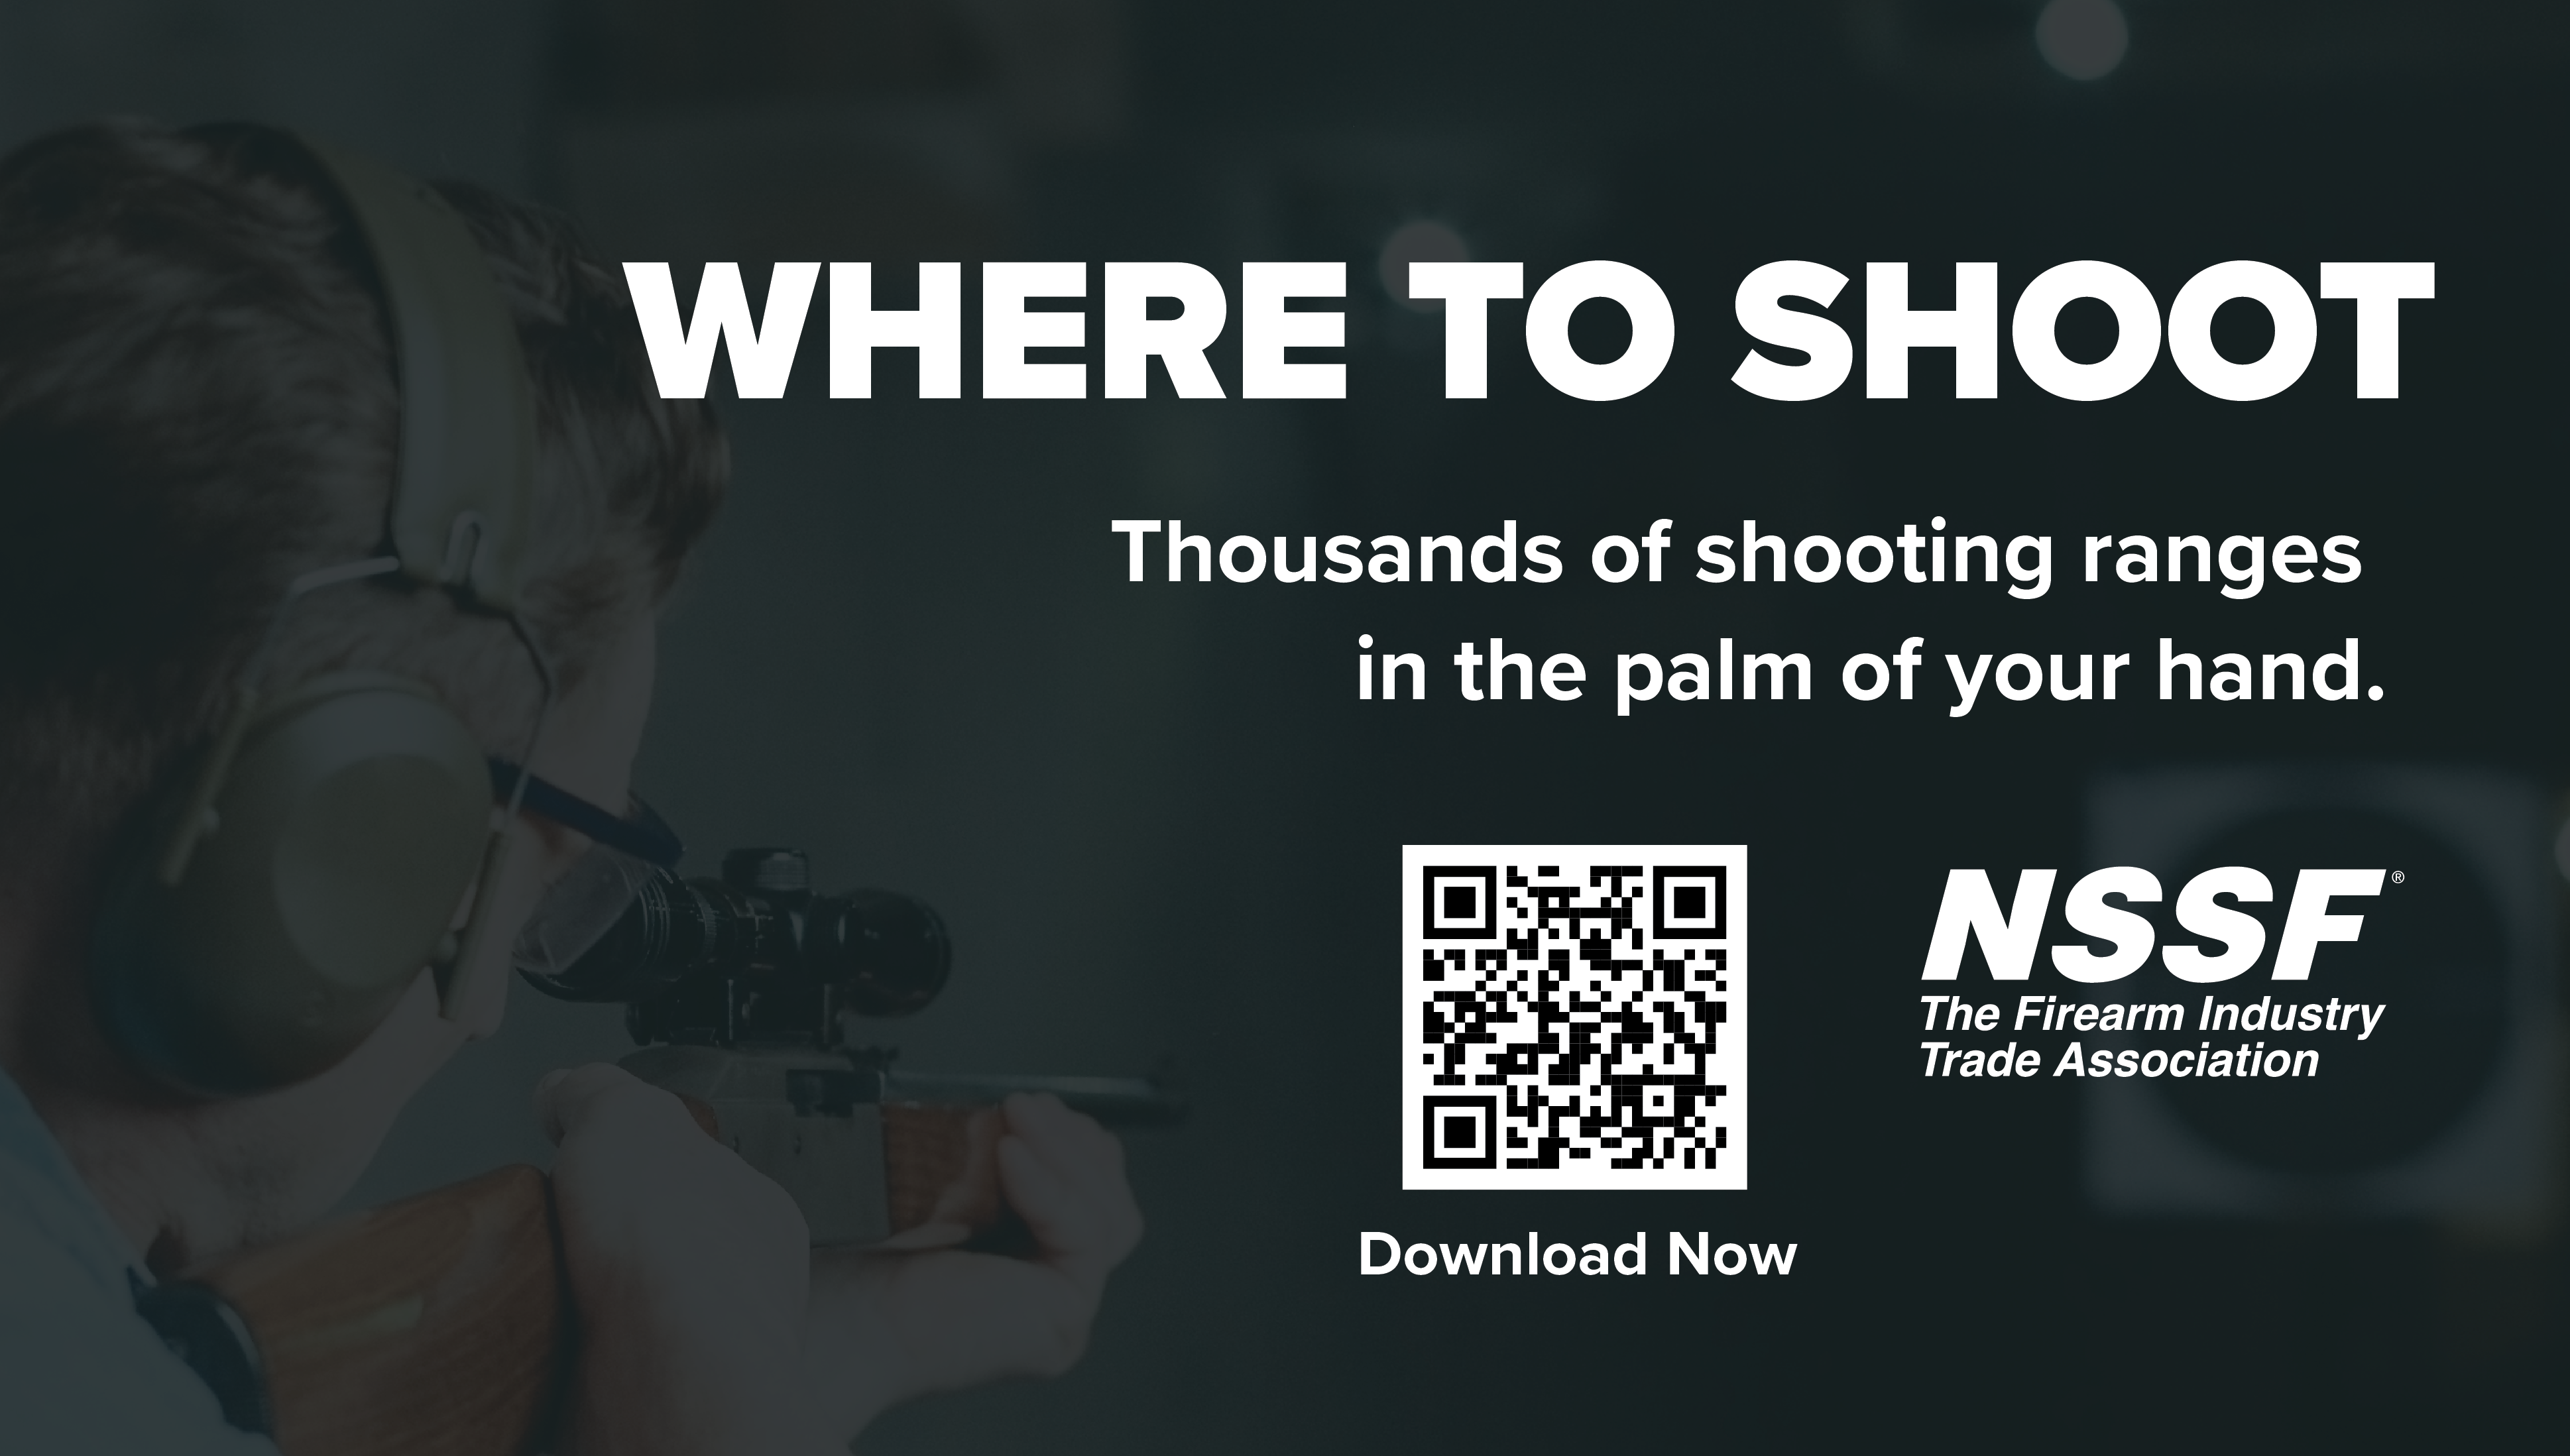 WHERE TO SHOOT
Thousands of shooting ranges
in the palm of your hand.
NSSF®
The Firearm Industry
Trade Association
Download Now